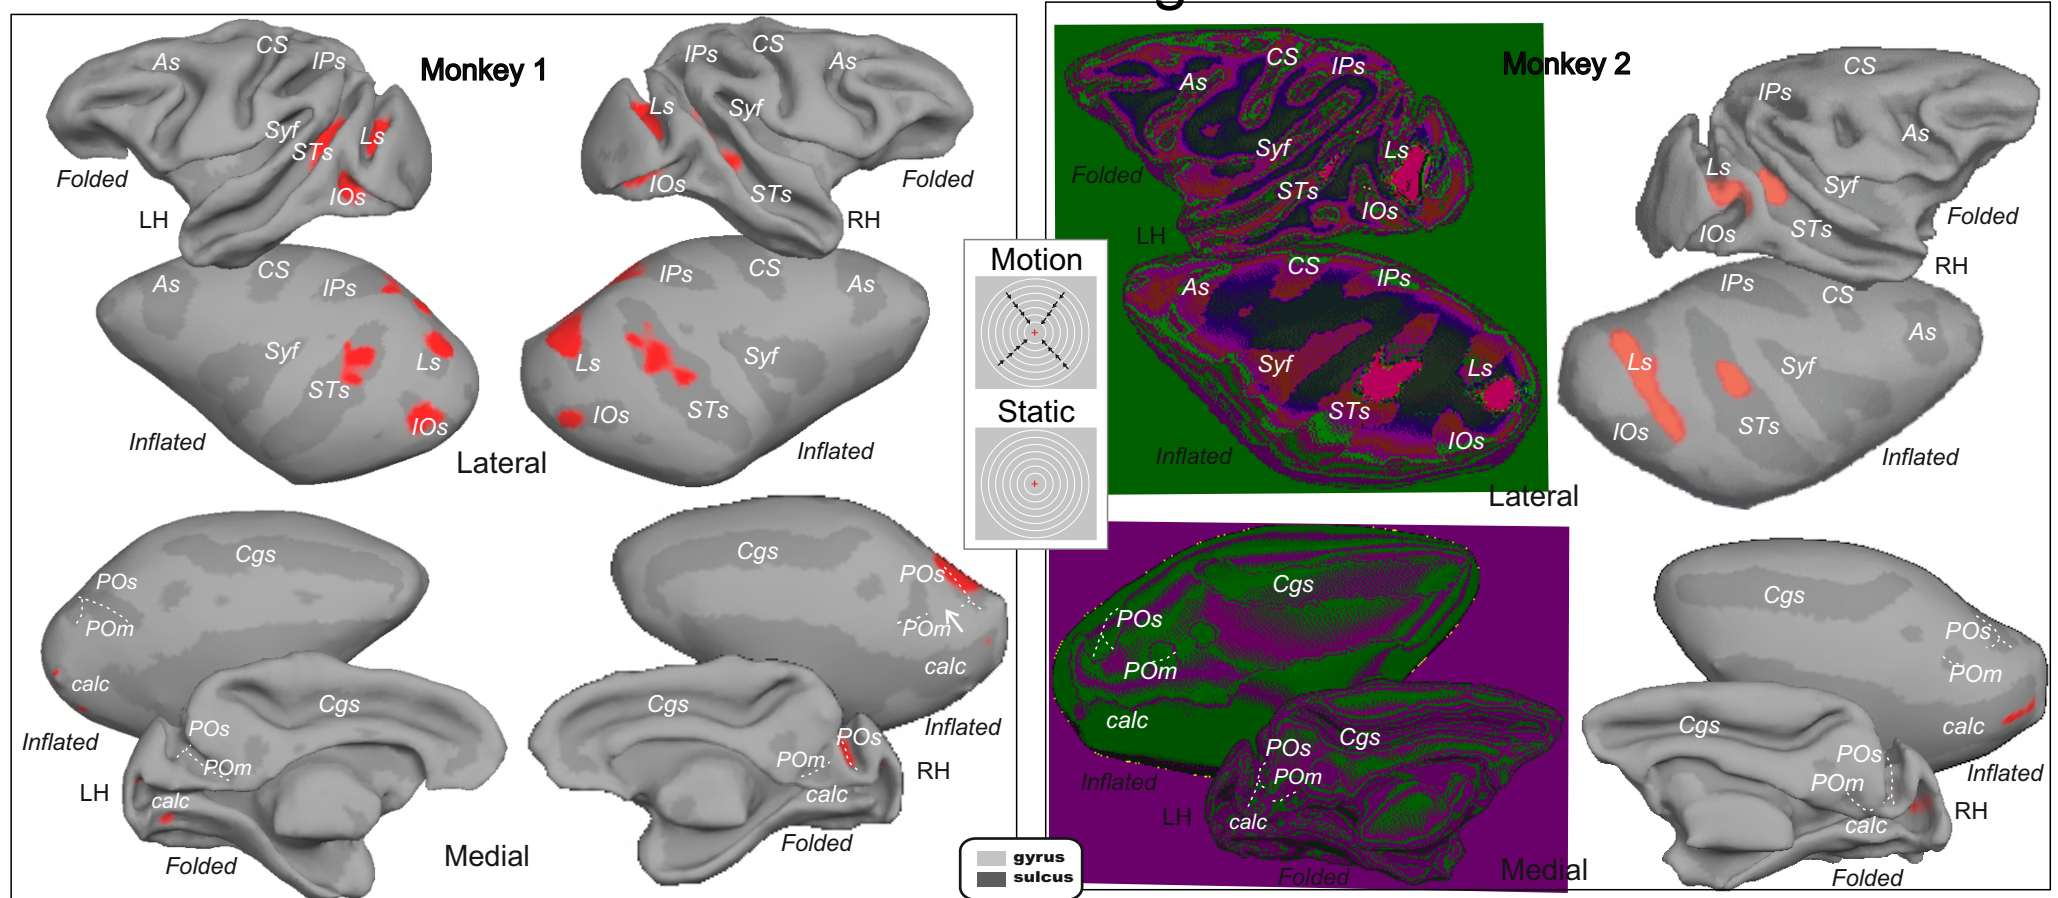 g
Monkey 1
As
CS
IPs
Syf
STs
Ls
IOs
Folded
LH
IPs
CS
As
Ls
Syf
IOs
STs
Folded
RH
As
CS
IPs
Syf
Ls
STs
IOs
Inflated
IPs
CS
As
Ls
Syf
IOs
STs
Inflated
Lateral
Cgs
POs
POm
calc
Inflated
Cgs
POs
POm
calc
LH
Folded
Cgs
POs
POm
calc
Inflated
Cgs
POs
POm
calc
RH
Folded
Medial
Motion
Static
gyrus
sulcus
Monkey 2
CS
IPs
As
Syf
Ls
STs
IOs
Folded
LH
CS
IPs
As
Ls
Syf
IOs
STs
Folded
RH
CS
IPs
As
Syf
Ls
STs
IOs
Inflated
IPs
CS
As
Ls
Syf
IOs
STs
Inflated
Lateral
Cgs
POs
POm
calc
Inflated
Cgs
POs
POm
calc
LH
Folded
Cgs
POs
POm
calc
Inflated
Cgs
POs
POm
calc
RH
Folded
Medial